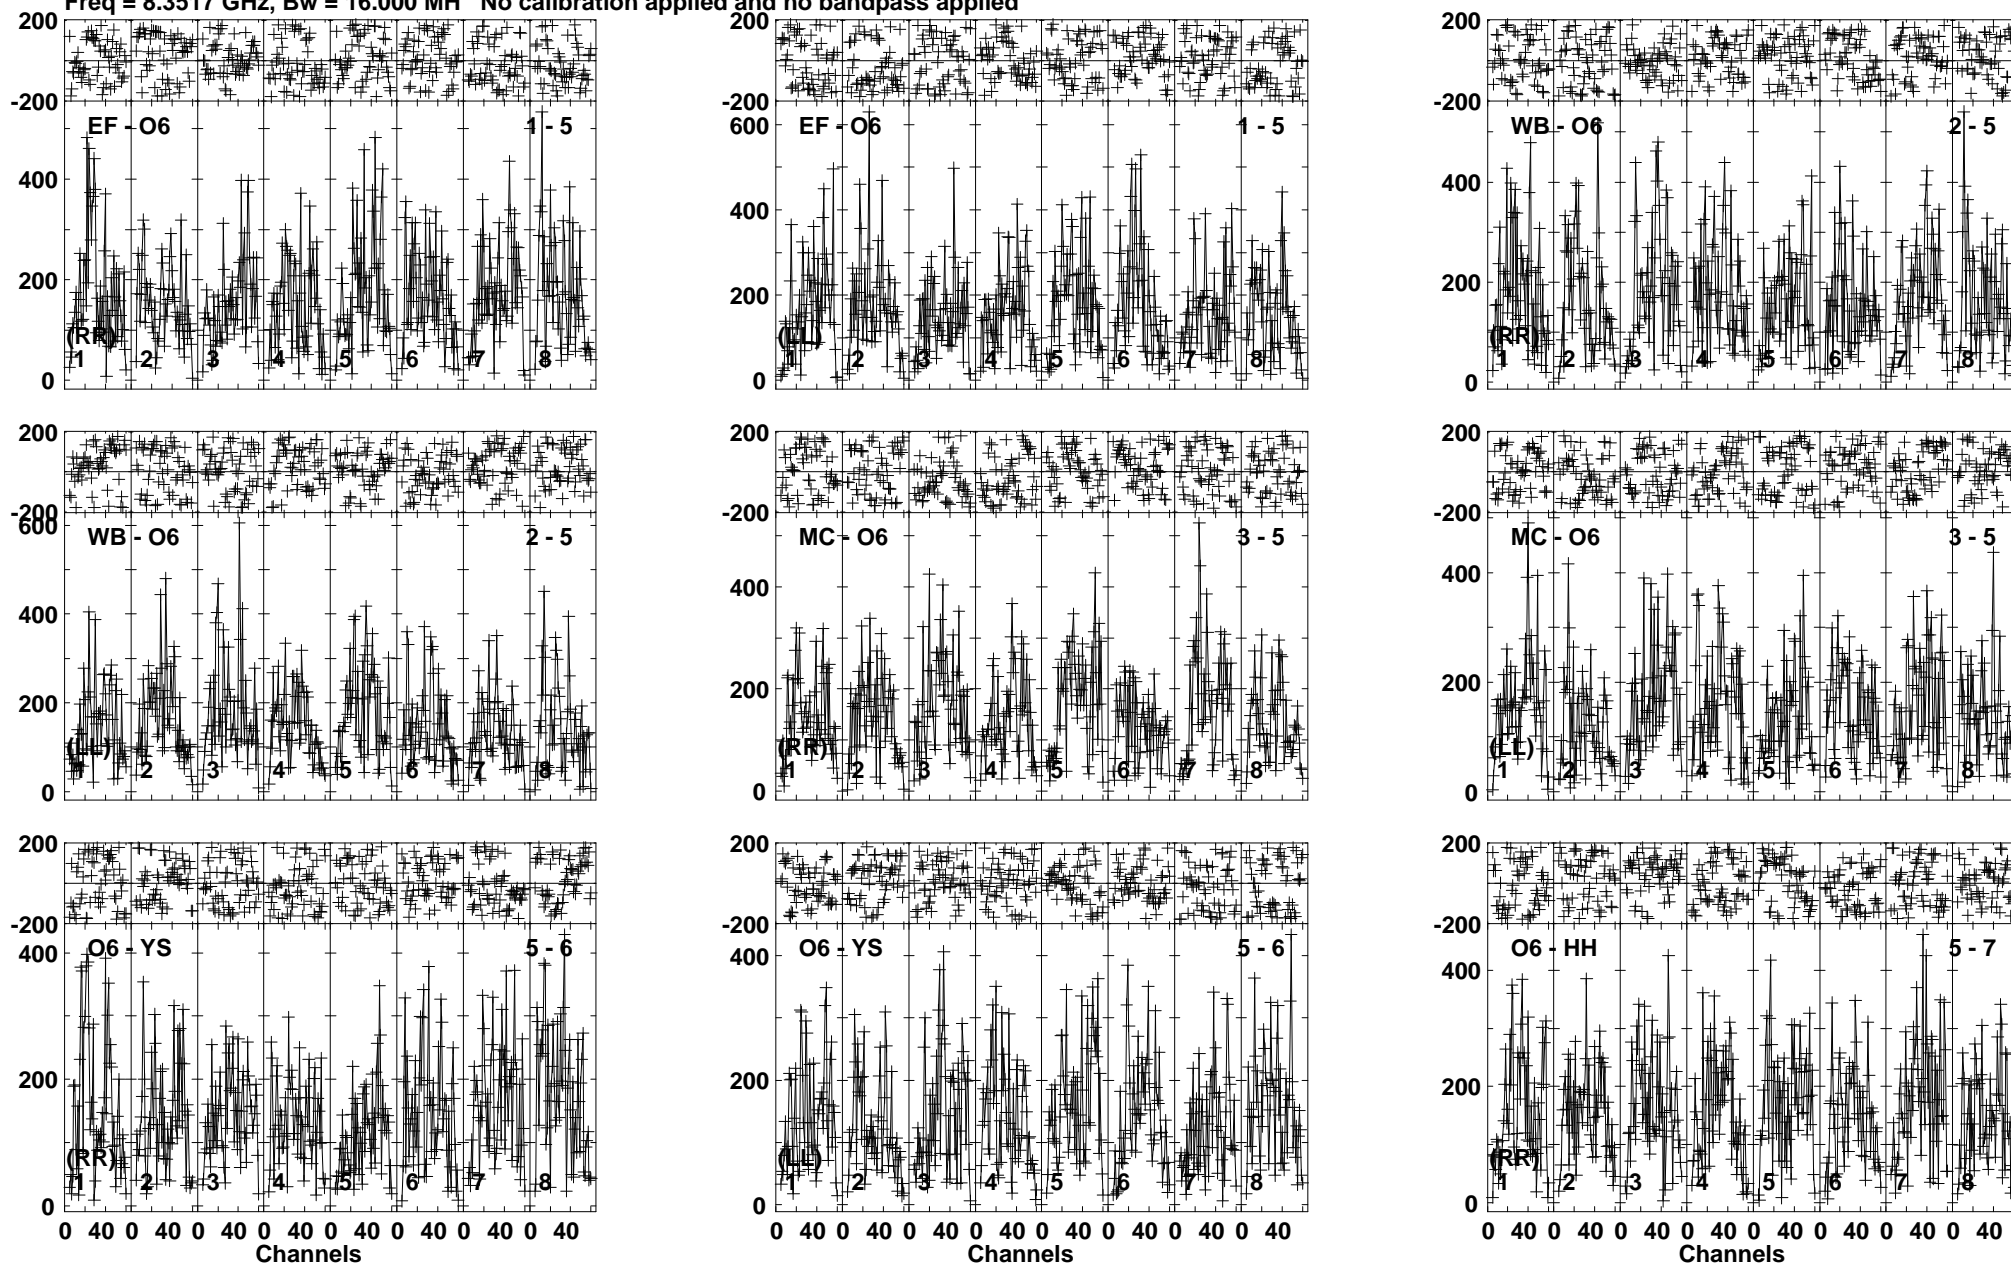 Freq = 8.3517 GHz, Bw = 16.000 MH No calibration applied and no bandpass applied
200 200 200
-200 -200 -200
EF - O6 1 - 5 EF - O6 1 - 5 WB - O6 2 - 5
600
400 400 400
200 200 200
(RR) (LL) (RR)
1 2 3 4 5 6 7 8 1 2 3 4 5 6 7 8 1 2 3 4 5 6 7 8
0 0 0
200 200 200
-200 -200 -200
600
WB - O6 2 - 5 MC - O6 3 - 5 MC - O6 3 - 5
400 400 400
200 200 200
(LL) (RR) (LL)
1 2 3 4 5 6 7 8 1 2 3 4 5 6 7 8 1 2 3 4 5 6 7 8
0 0 0
200 200 200
-200 -200 -200
O6 - YS 5 - 6 O6 - YS 5 - 6 O6 - HH 5 - 7
400 400 400
200 200 200
(RR) (LL) (RR)
1 2 3 4 5 6 7 8 1 2 3 4 5 6 7 8 1 2 3 4 5 6 7 8
0 0 0
0 40 0 40 0 40 0 40 0 40 0 40 0 40 0 40 0 40 0 40 0 40 0 40 0 40 0 40 0 40 0 40 0 40 0 40 0 40 0 40 0 40 0 40 0 40 0 40
Channels Channels Channels